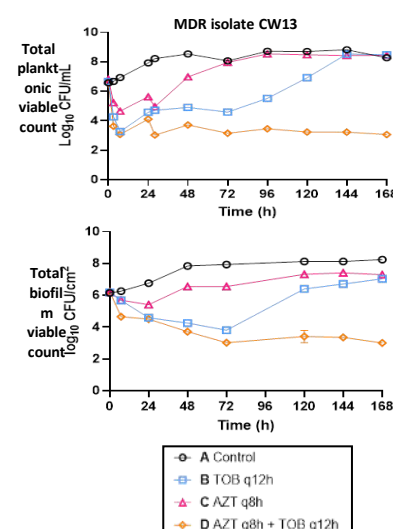 MDR isolate CW13
Total
plankt
onic
viable
count
Log10 CFU/mL
10
8
6
4
2
0
0 24 48 72 96 120 144 168
Time (h)
Total
biofil
m
viable
count
log10 CFU/cm2
10
8
6
4
2
0
0 24 48 72 96 120 144 168
Time (h)
A Control
B TOB q12h
C AZT q8h
D AZT q8h + TOB q12h